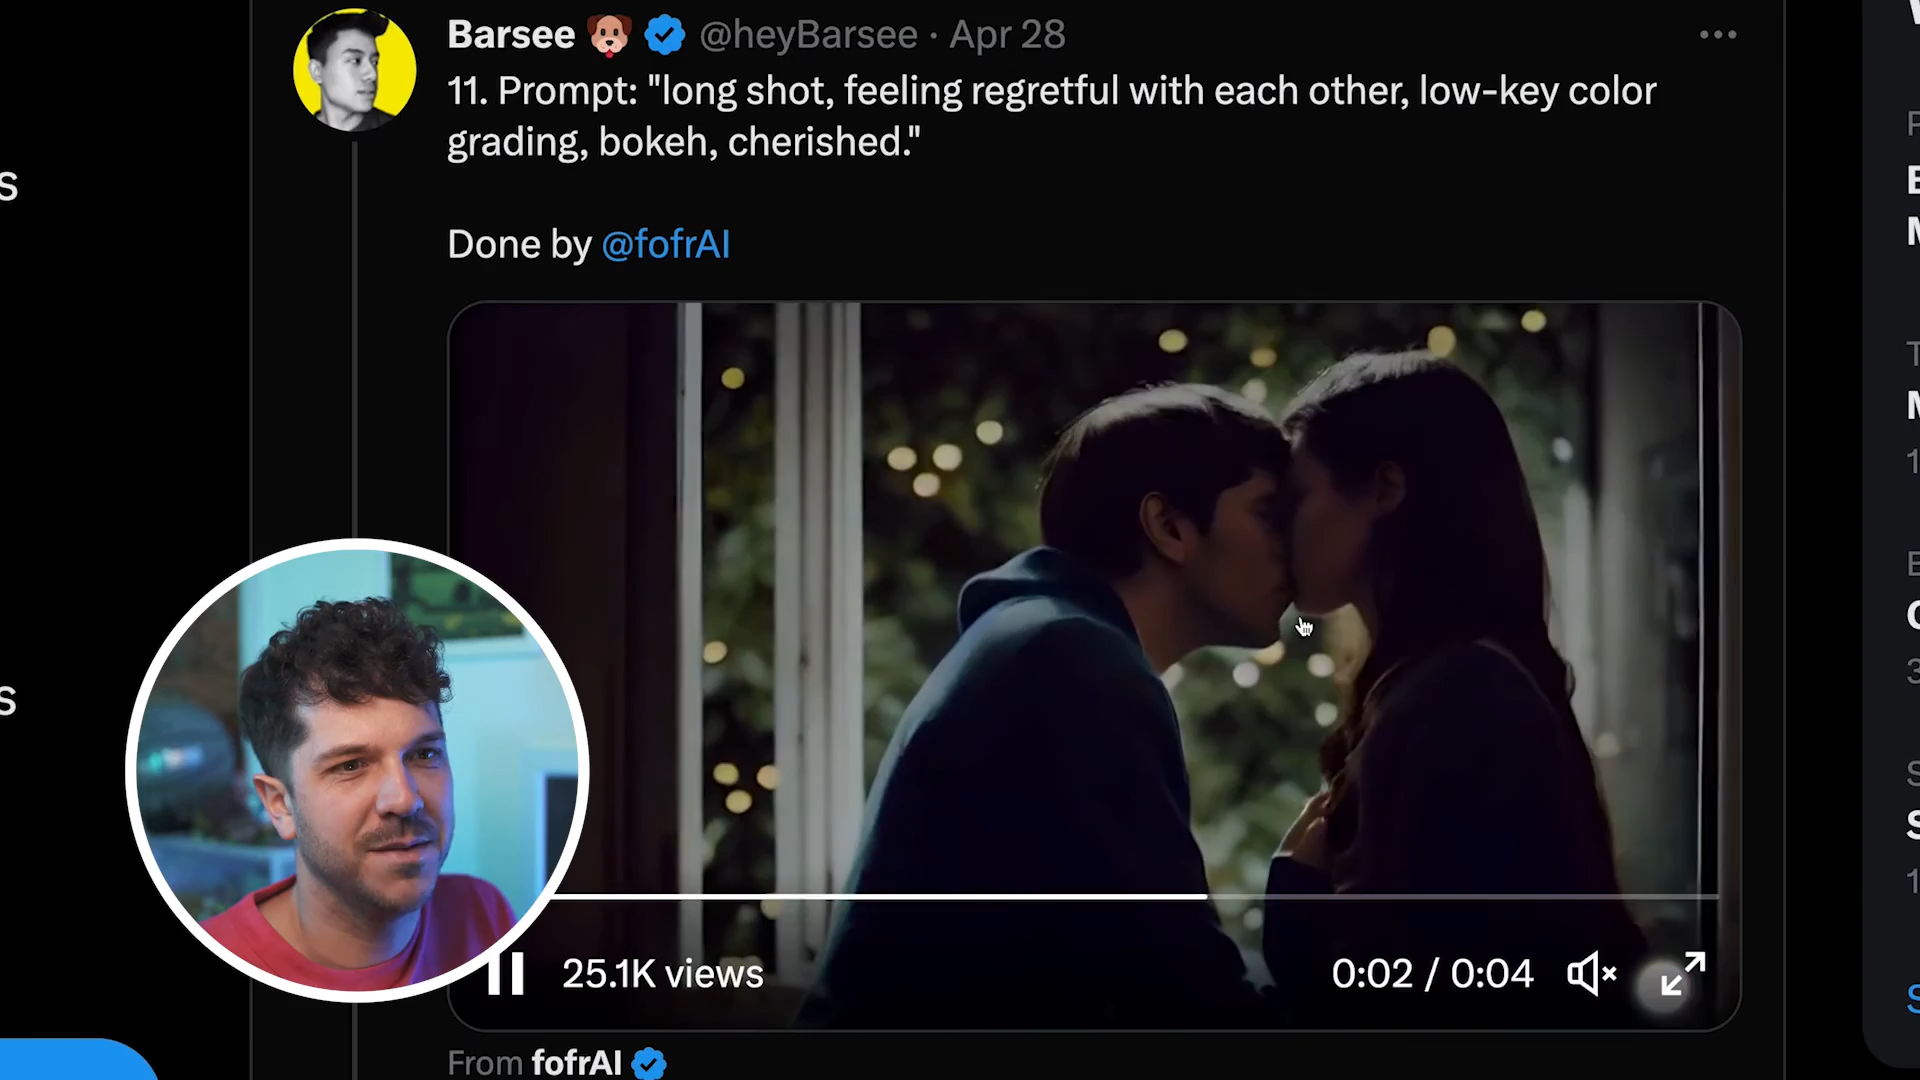 Barsee @heyBarsee · Apr 28
11. Prompt: "long shot, feeling regretful with each other, low-key color
grading, bokeh, cherished."
Done by @fofrAI
25.1K views
0:02 / 0:04
From fofrAI